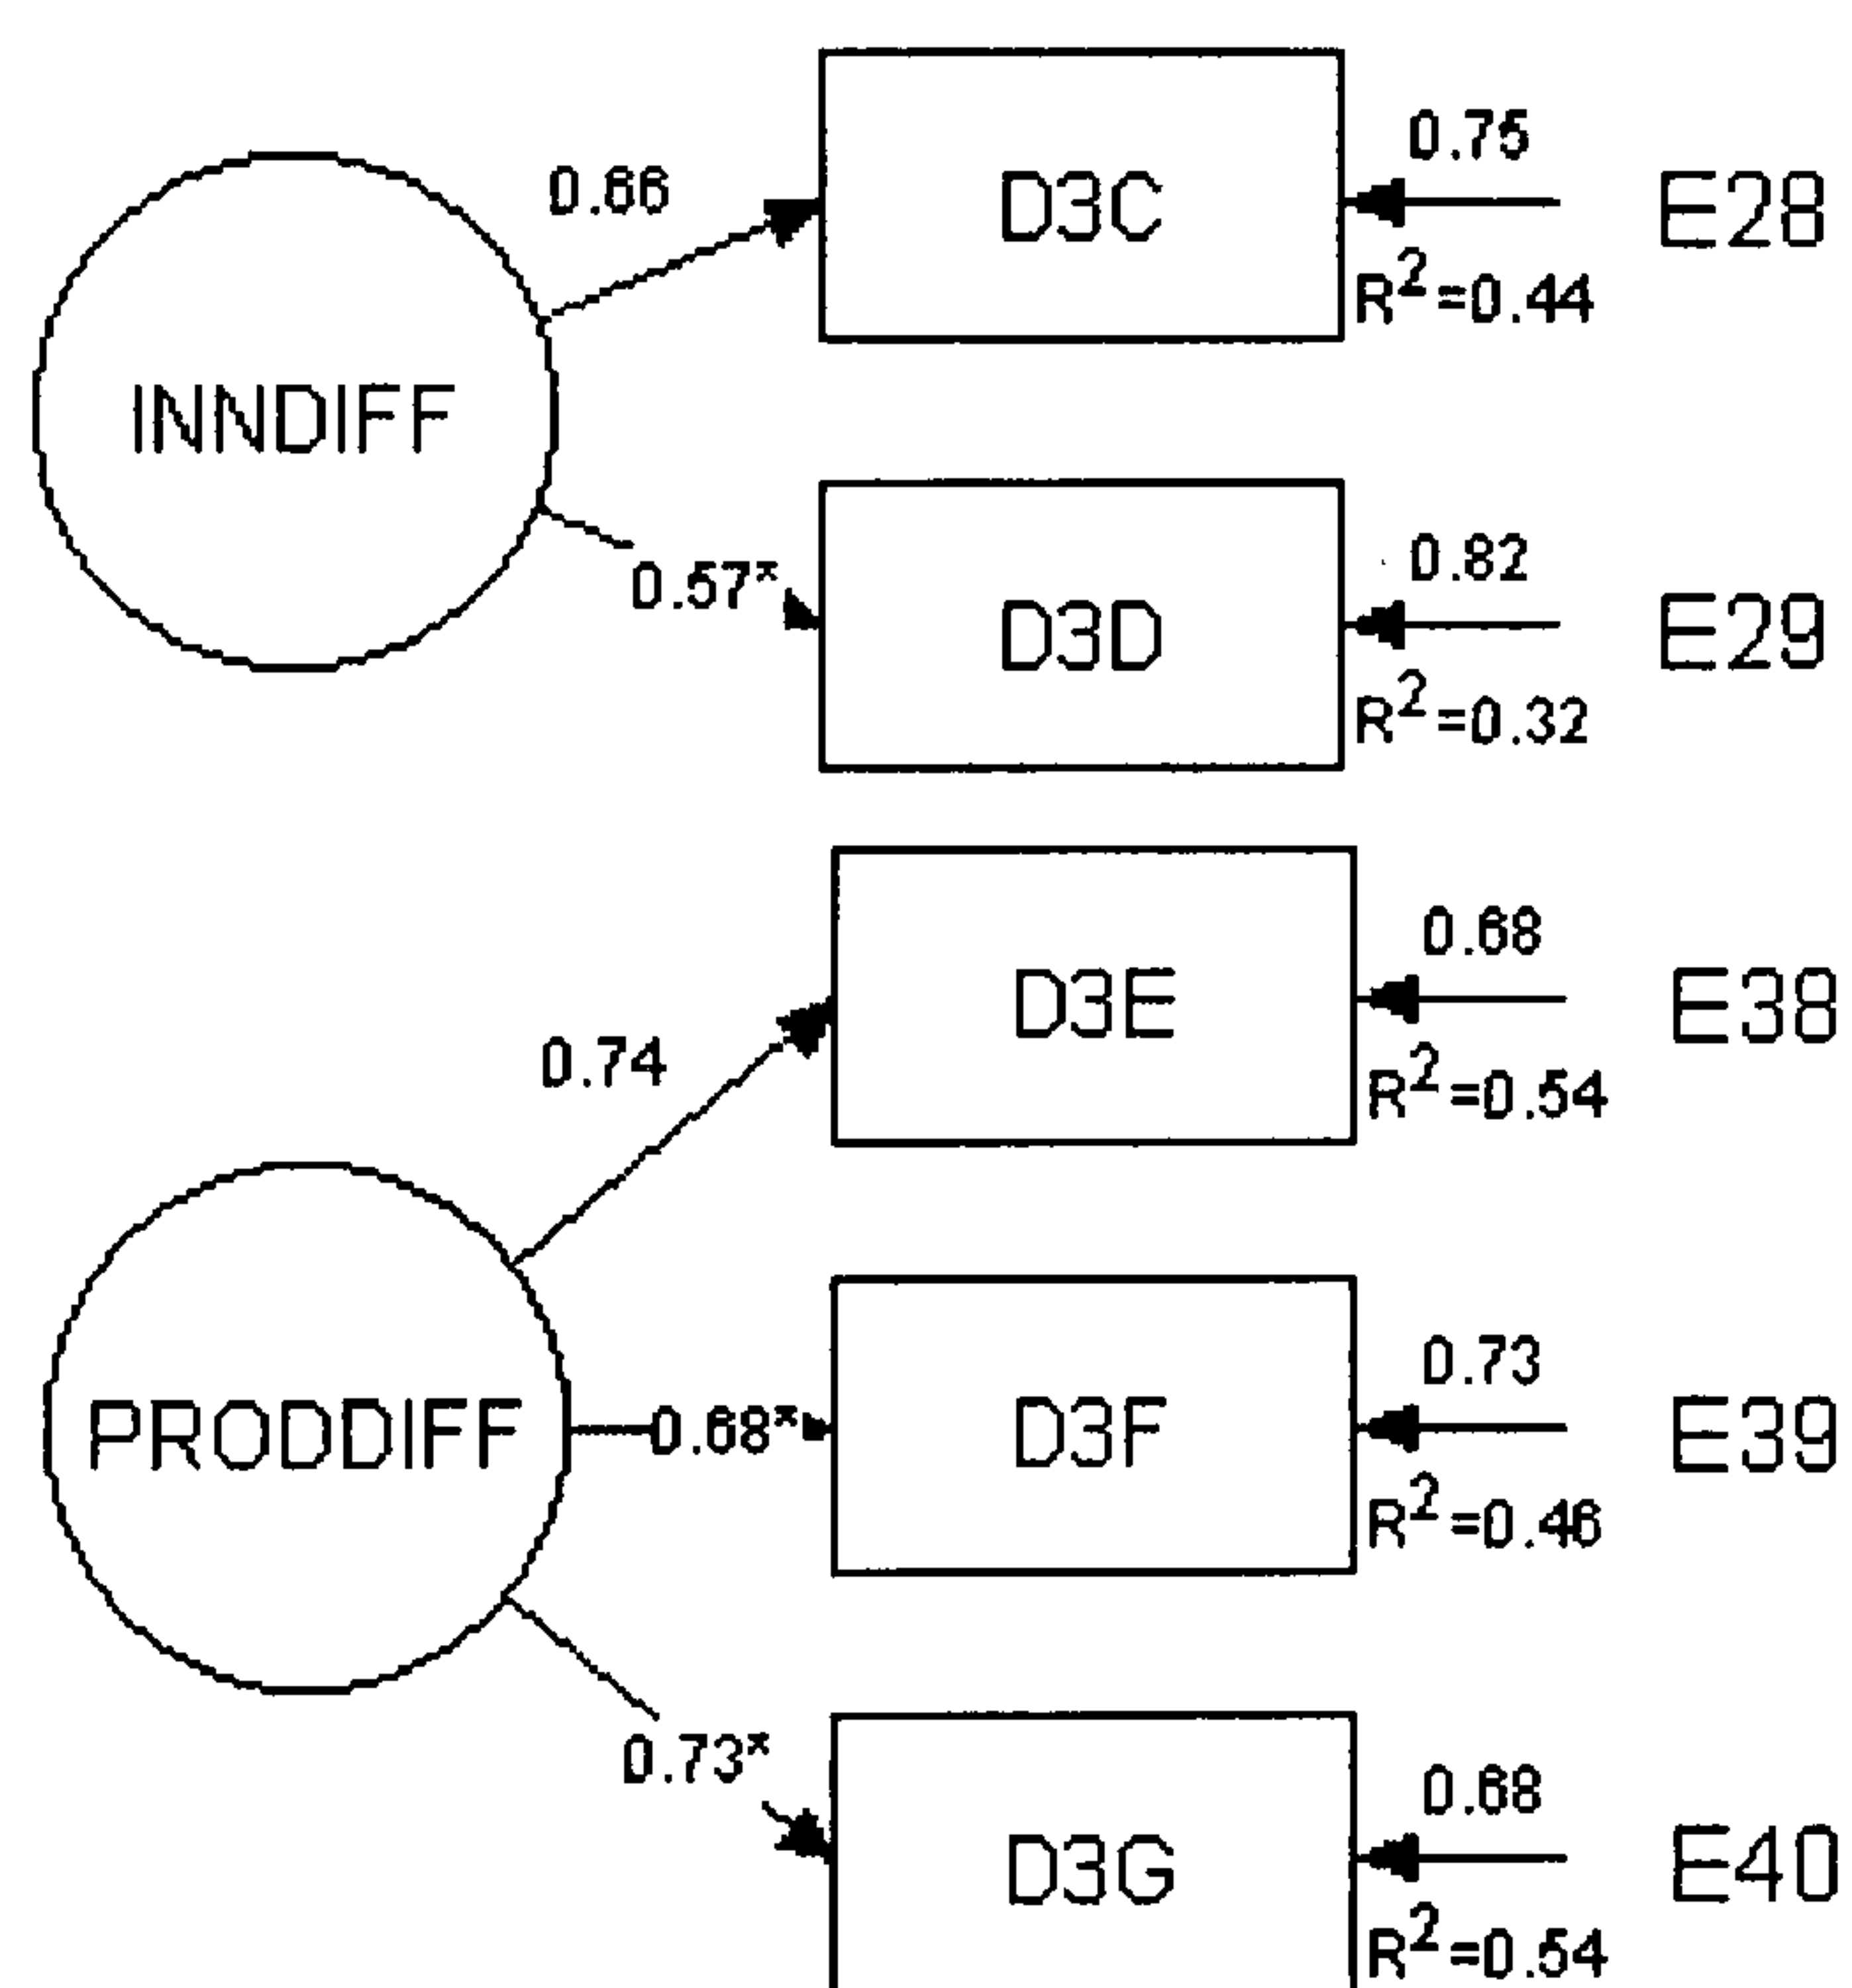 0.75
0.66
D3C
E28
R²=0.44
INNDIFF
0.82
0.57*
D3D
E29
R²=0.32
0.68
D3E
E38
0.74
R²=0.54
0.73
PRODDIFF
0.68*
D3F
E39
R²=0.46
0.73*
0.68
D3G
E40
R²=0.54